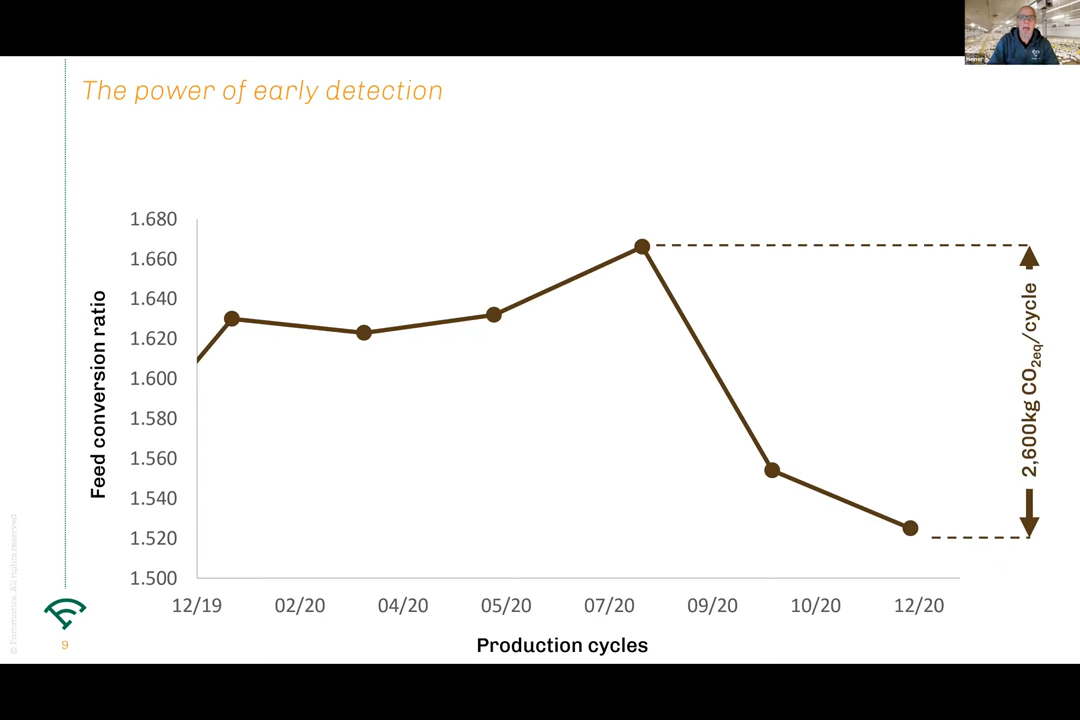 Heiner
The power of early detection
1.680
1.660
1.640
1.620
1.600
1.580
1.560
1.540
1.520
1.500
Feed conversion ratio
12/19 02/20 04/20 05/20 07/20 09/20 10/20 12/20
Production cycles
2,600kg CO2eq/cycle
9